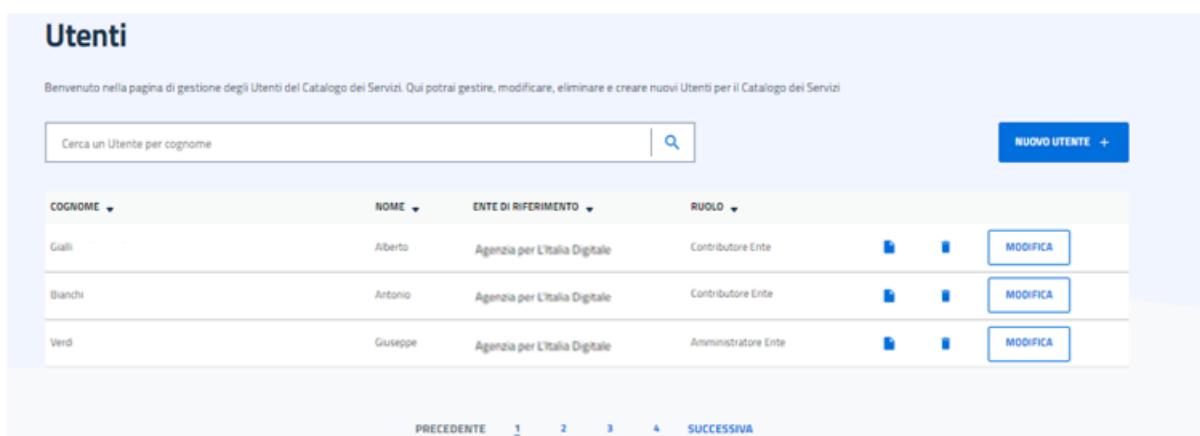 Utenti
Benvenuto nella pagina di gestione degli Utenti del Catalogo dei Servizi. Qui potrai gestire, modificare, eliminare e creare nuovi Utenti per il Catalogo dei Servizi
Cerca un Utente per cognome
NUOVO UTENTE +
COGNOME NOME ENTE DI RIFERIMENTO RUOLO
Gialli Alberto Agenzia per L'Italia Digitale Contributore Ente MODIFICA
Bianchi Antonio Agenzia per L'Italia Digitale Contributore Ente MODIFICA
Verdi Giuseppe Agenzia per L'Italia Digitale Amministratore Ente MODIFICA
PRECEDENTE 1 2 3 4 SUCCESSIVA